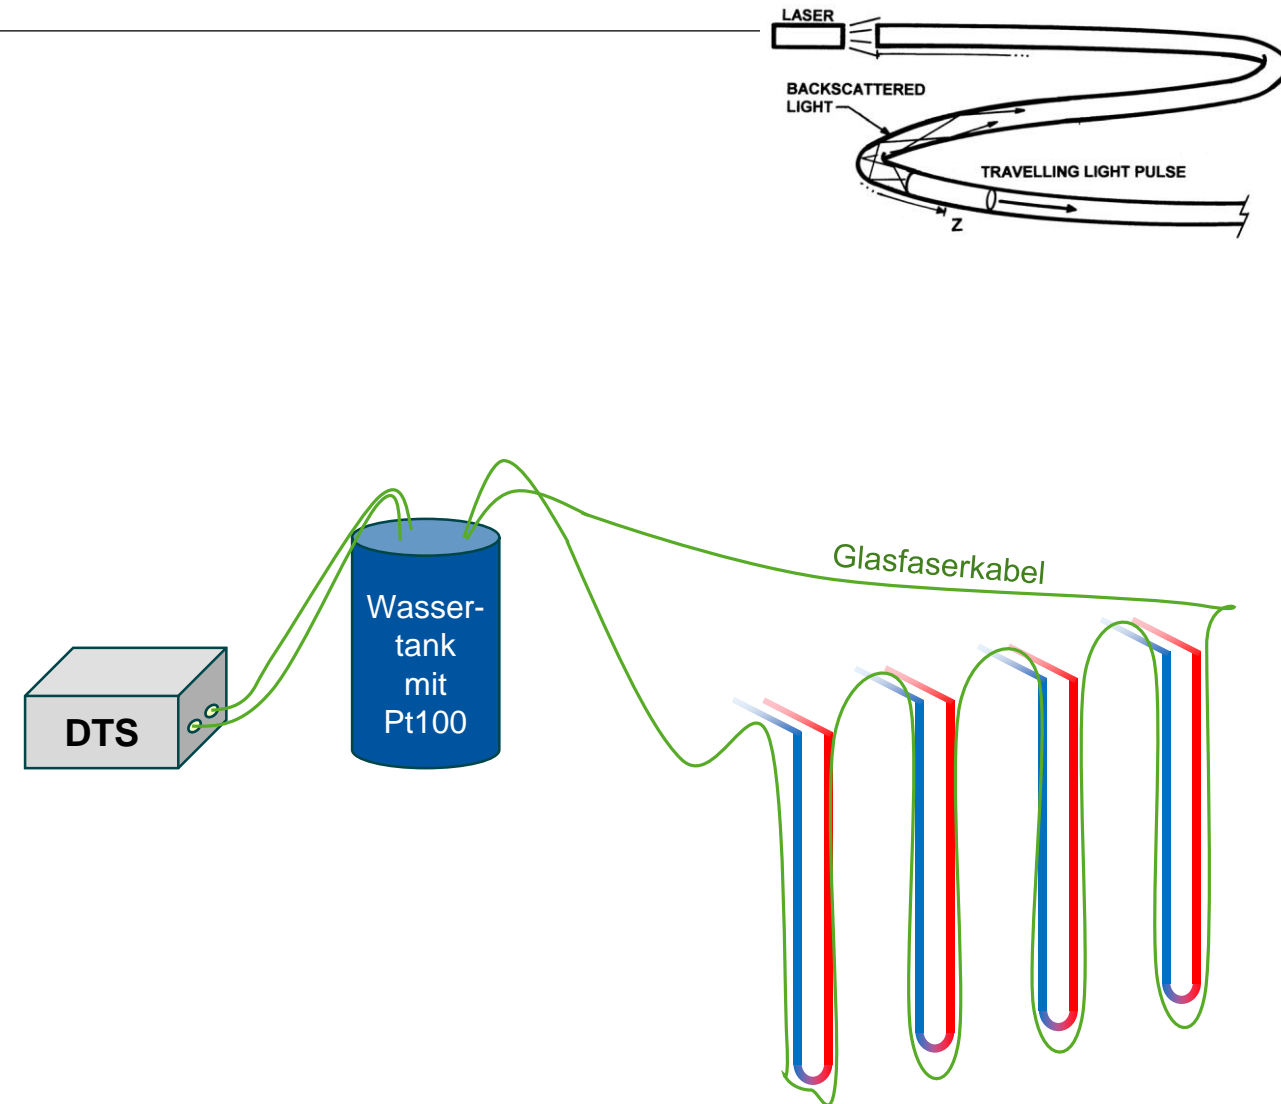 LASER
BACKSCATTERED
LIGHT
TRAVELLING LIGHT PULSE
Z
Glasfaserkabel
Wasser-
tank
mit
Pt100
DTS